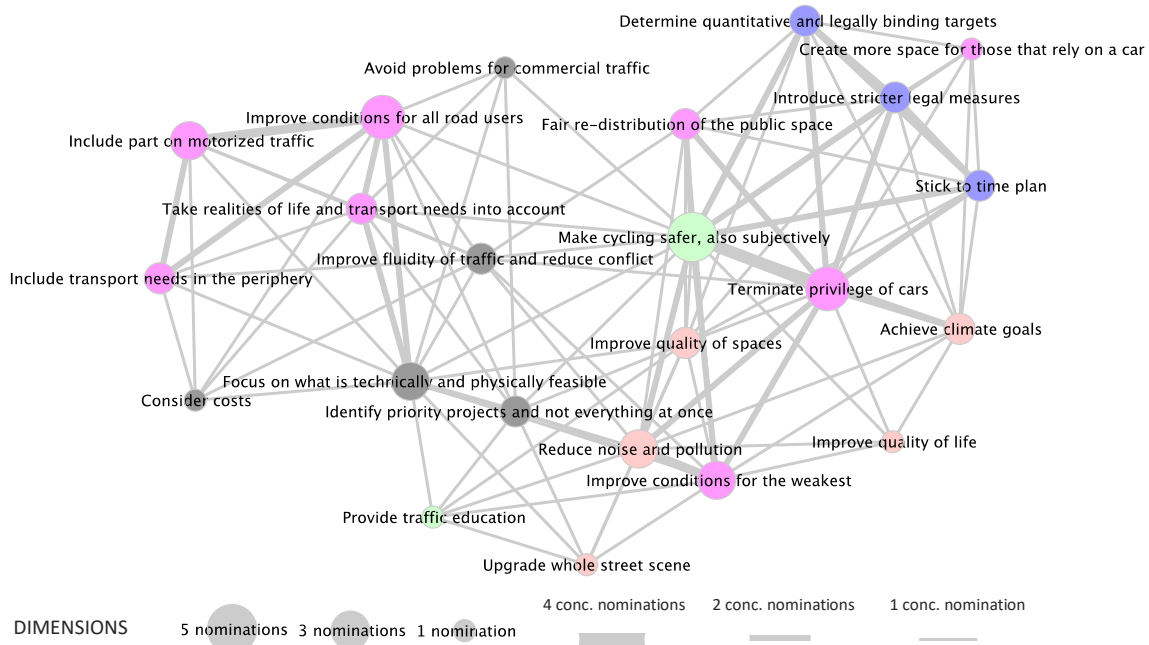 Determine quantitative and legally binding targets
Create more space for those that rely on a car
Avoid problems for commercial traffic
Introduce stricter legal measures
Improve conditions for all road users
Fair re-distribution of the public space
Include part on motorized traffic
Stick to time plan
Take realities of life and transport needs into account
Make cycling safer, also subjectively
Improve fluidity of traffic and reduce conflict
Include transport needs in the periphery
Terminate privilege of cars
Achieve climate goals
Improve quality of spaces
Focus on what is technically and physically feasible
Consider costs
Identify priority projects and not everything at once
Improve quality of life
Reduce noise and pollution
Improve conditions for the weakest
Provide traffic education
Upgrade whole street scene
4 conc. nominations 2 conc. nominations 1 conc. nomination
DIMENSIONS 5 nominations 3 nominations 1 nomination